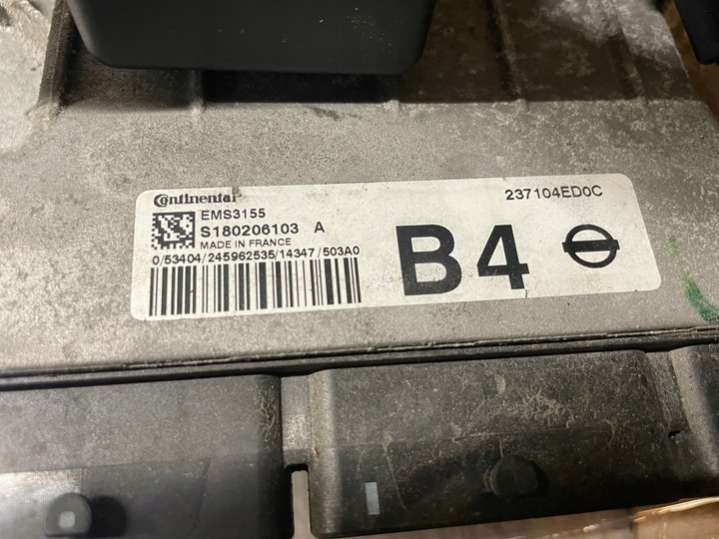 Continental
237104ED0C
EMS3155
S180206103 A
MADE IN FRANCE
0/53404/245962535/14347/503A0
B4